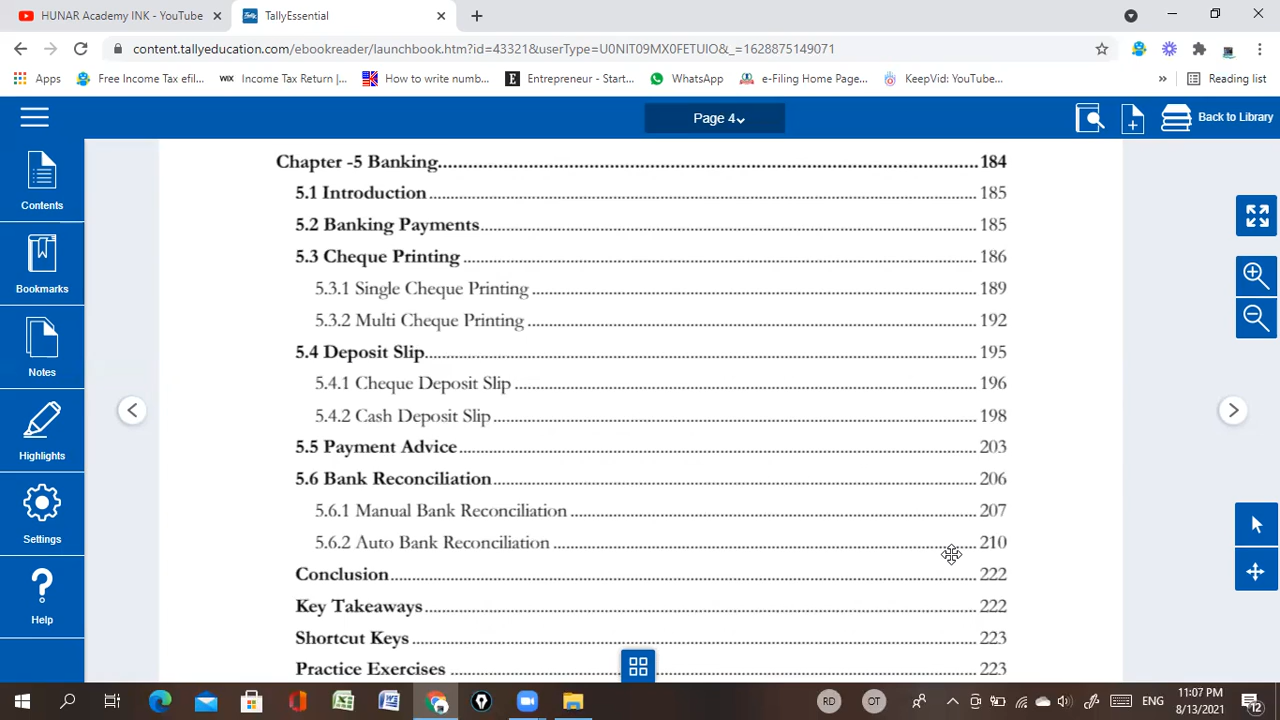 HUNAR Academy INK - YouTube
TallyEssential
content.tallyeducation.com/ebookreader/launchbook.htm?id=43321&userType=U0NIT09MX0FETUlO&_=1628875149071
Apps
Free Income Tax efil...
WIX Income Tax Return |...
How to write numb...
Entrepreneur - Start...
WhatsApp
e-Filing Home Page...
KeepVid: YouTube...
»
Reading list
Page 4
Back to Library
Contents
Bookmarks
Notes
Highlights
Settings
Help
Chapter -5 Banking 184
5.1 Introduction 185
5.2 Banking Payments 185
5.3 Cheque Printing 186
5.3.1 Single Cheque Printing 189
5.3.2 Multi Cheque Printing 192
5.4 Deposit Slip 195
5.4.1 Cheque Deposit Slip 196
5.4.2 Cash Deposit Slip 198
5.5 Payment Advice 203
5.6 Bank Reconciliation 206
5.6.1 Manual Bank Reconciliation 207
5.6.2 Auto Bank Reconciliation 210
Conclusion 222
Key Takeaways 222
Shortcut Keys 223
Practice Exercises 223
RD
OT
ENG
11:07 PM
8/13/2021
12